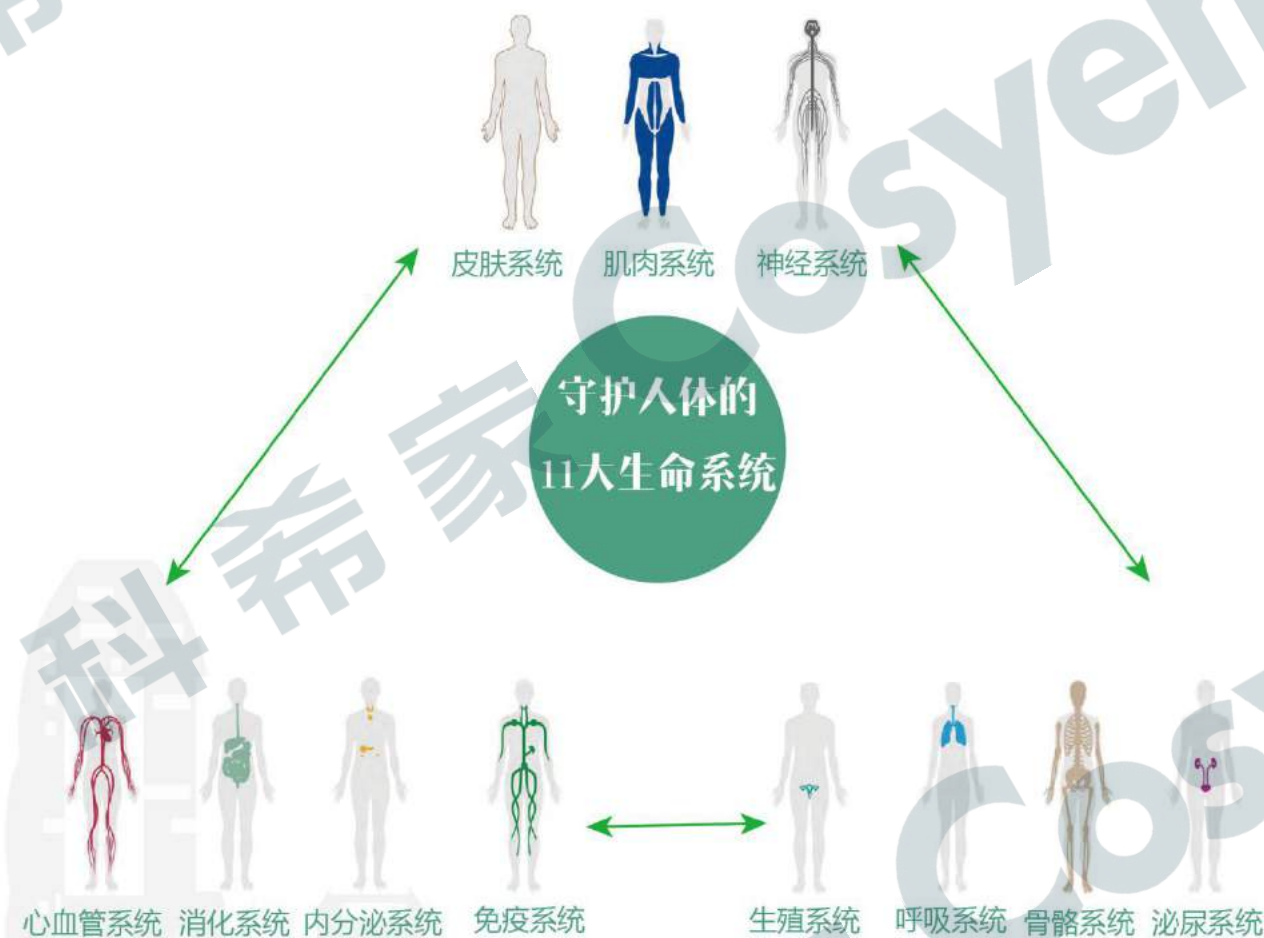 皮肤系统 肌肉系统 神经系统
守护人体的
11大生命系统
心血管系统 消化系统 内分泌系统 免疫系统 生殖系统 呼吸系统 骨骼系统 泌尿系统
科希家 Cosyen
Cos